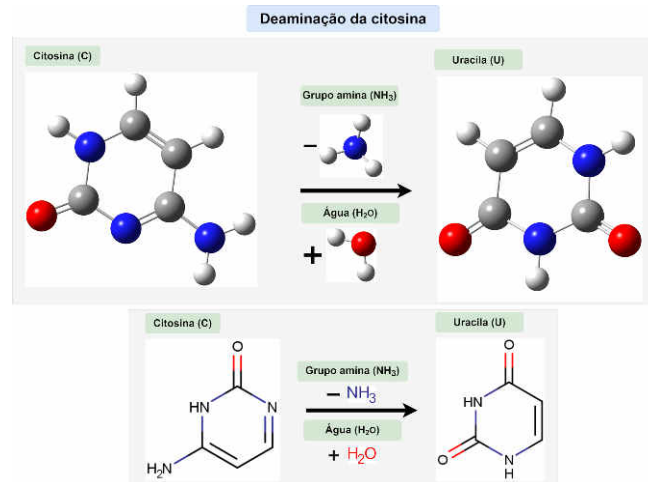 Deaminação da citosina
Citosina (C)
Uracila (U)
Grupo amina (NH₃)
−
Água (H₂O)
+
Citosina (C)
Uracila (U)
Grupo amina (NH₃)
− NH₃
Água (H₂O)
+ H₂O
O
HN
N
H₂N
O
HN
O
N
H